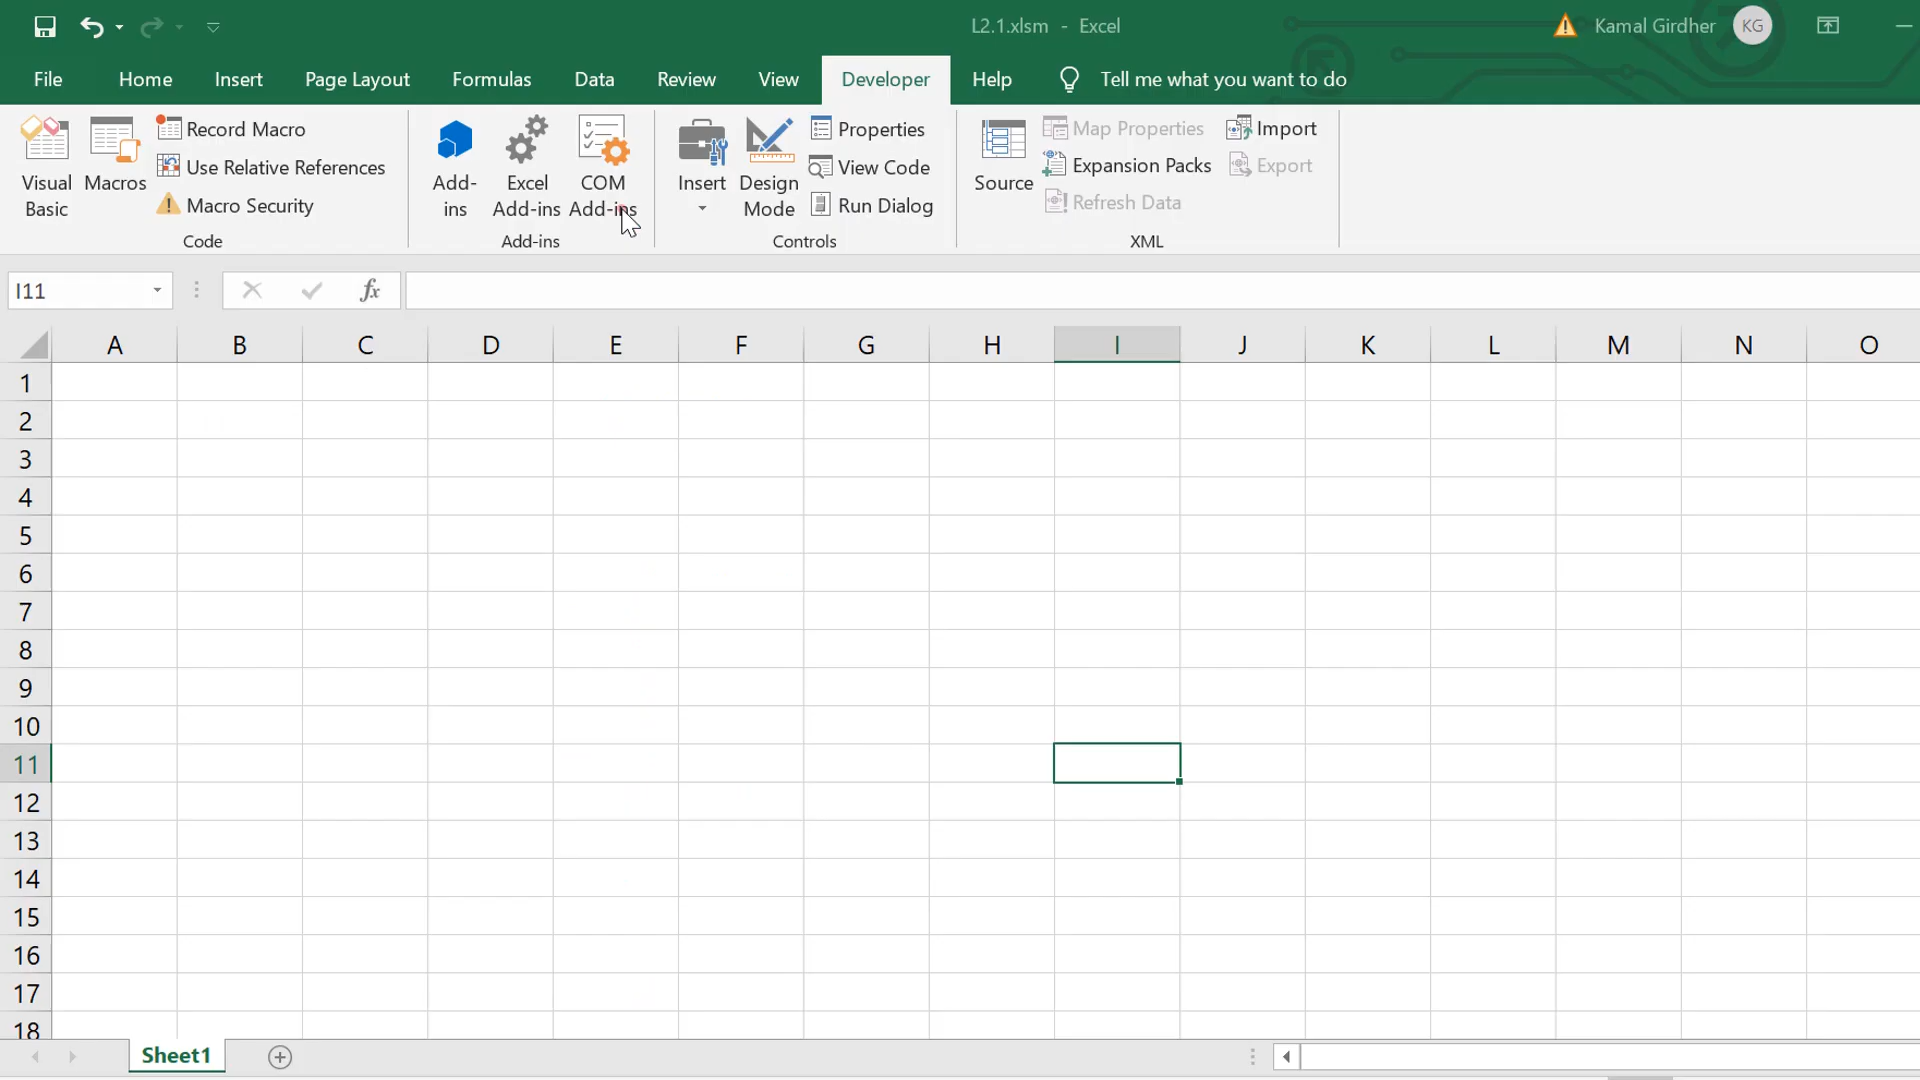 L2.1.xlsm - Excel
Kamal Girdher
KG
File
Home
Insert
Page Layout
Formulas
Data
Review
View
Developer
Help
Tell me what you want to do
Visual
Basic
Macros
Record Macro
Use Relative References
Macro Security
Code
Add-
ins
Excel
Add-ins
COM
Add-ins
Add-ins
Insert
Design
Mode
Properties
View Code
Run Dialog
Controls
Source
Map Properties
Expansion Packs
Refresh Data
Import
Export
XML
I11
fx
A B C D E F G H I J K L M N O
1
2
3
4
5
6
7
8
9
10
11
12
13
14
15
16
17
18
Sheet1